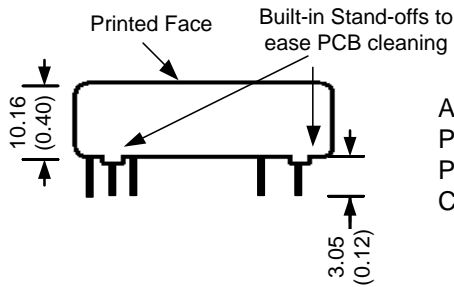 Printed Face
Built-in Stand-offs to
ease PCB cleaning
10.16
(0.40)
3.05
(0.12)
A
P
P
C